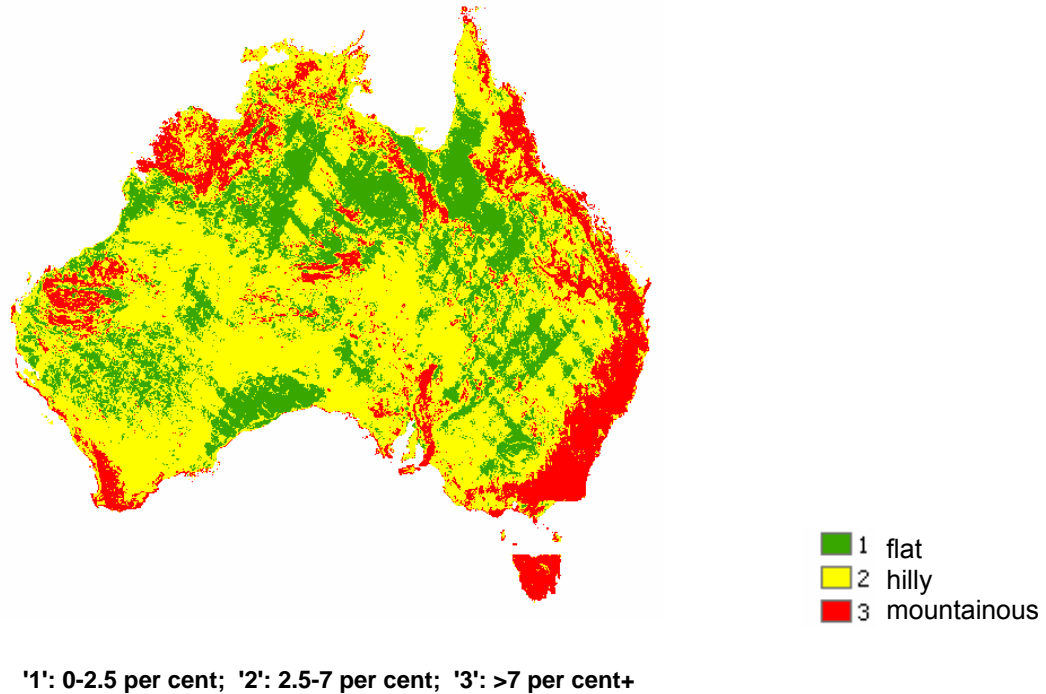 1 flat
2 hilly
3 mountainous
'1': 0-2.5 per cent; '2': 2.5-7 per cent; '3': >7 per cent+